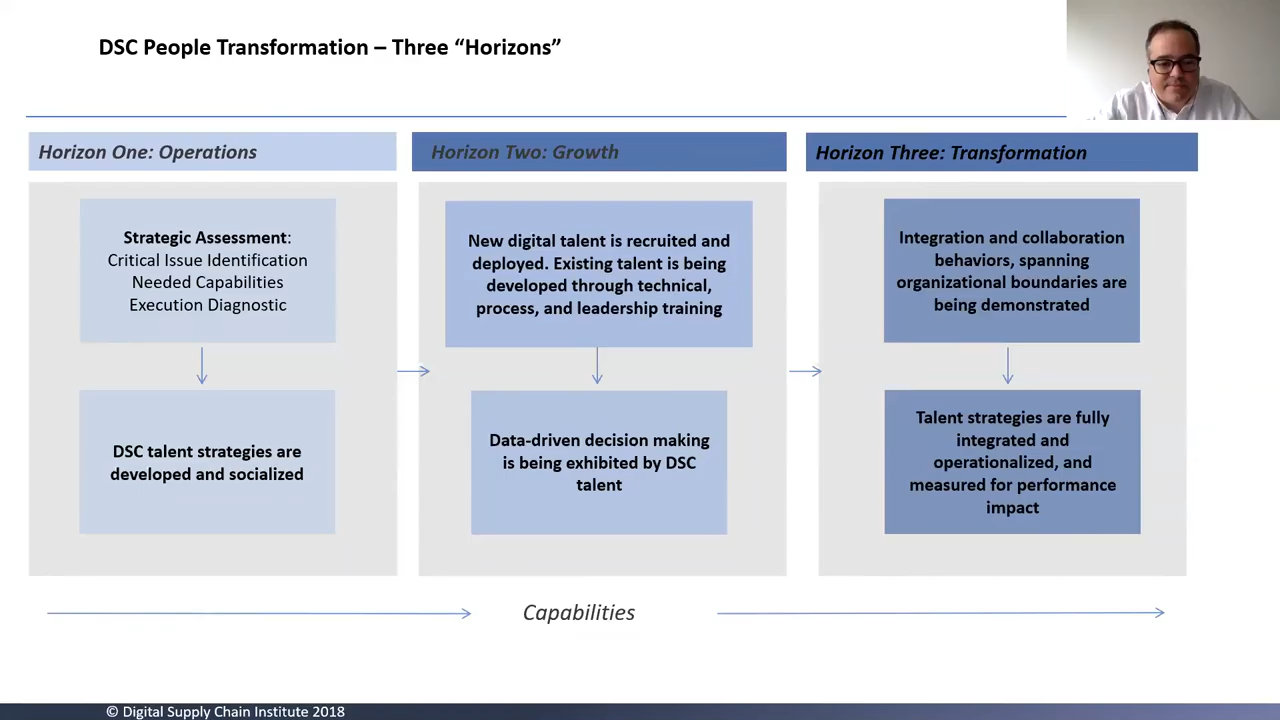 DSC People Transformation – Three “Horizons”
Horizon One: Operations
Strategic Assessment:
Critical Issue Identification
Needed Capabilities
Execution Diagnostic
DSC talent strategies are
developed and socialized
Horizon Two: Growth
New digital talent is recruited and
deployed. Existing talent is being
developed through technical,
process, and leadership training
Data-driven decision making
is being exhibited by DSC
talent
Horizon Three: Transformation
Integration and collaboration
behaviors, spanning
organizational boundaries are
being demonstrated
Talent strategies are fully
integrated and
operationalized, and
measured for performance
impact
Capabilities
© Digital Supply Chain Institute 2018